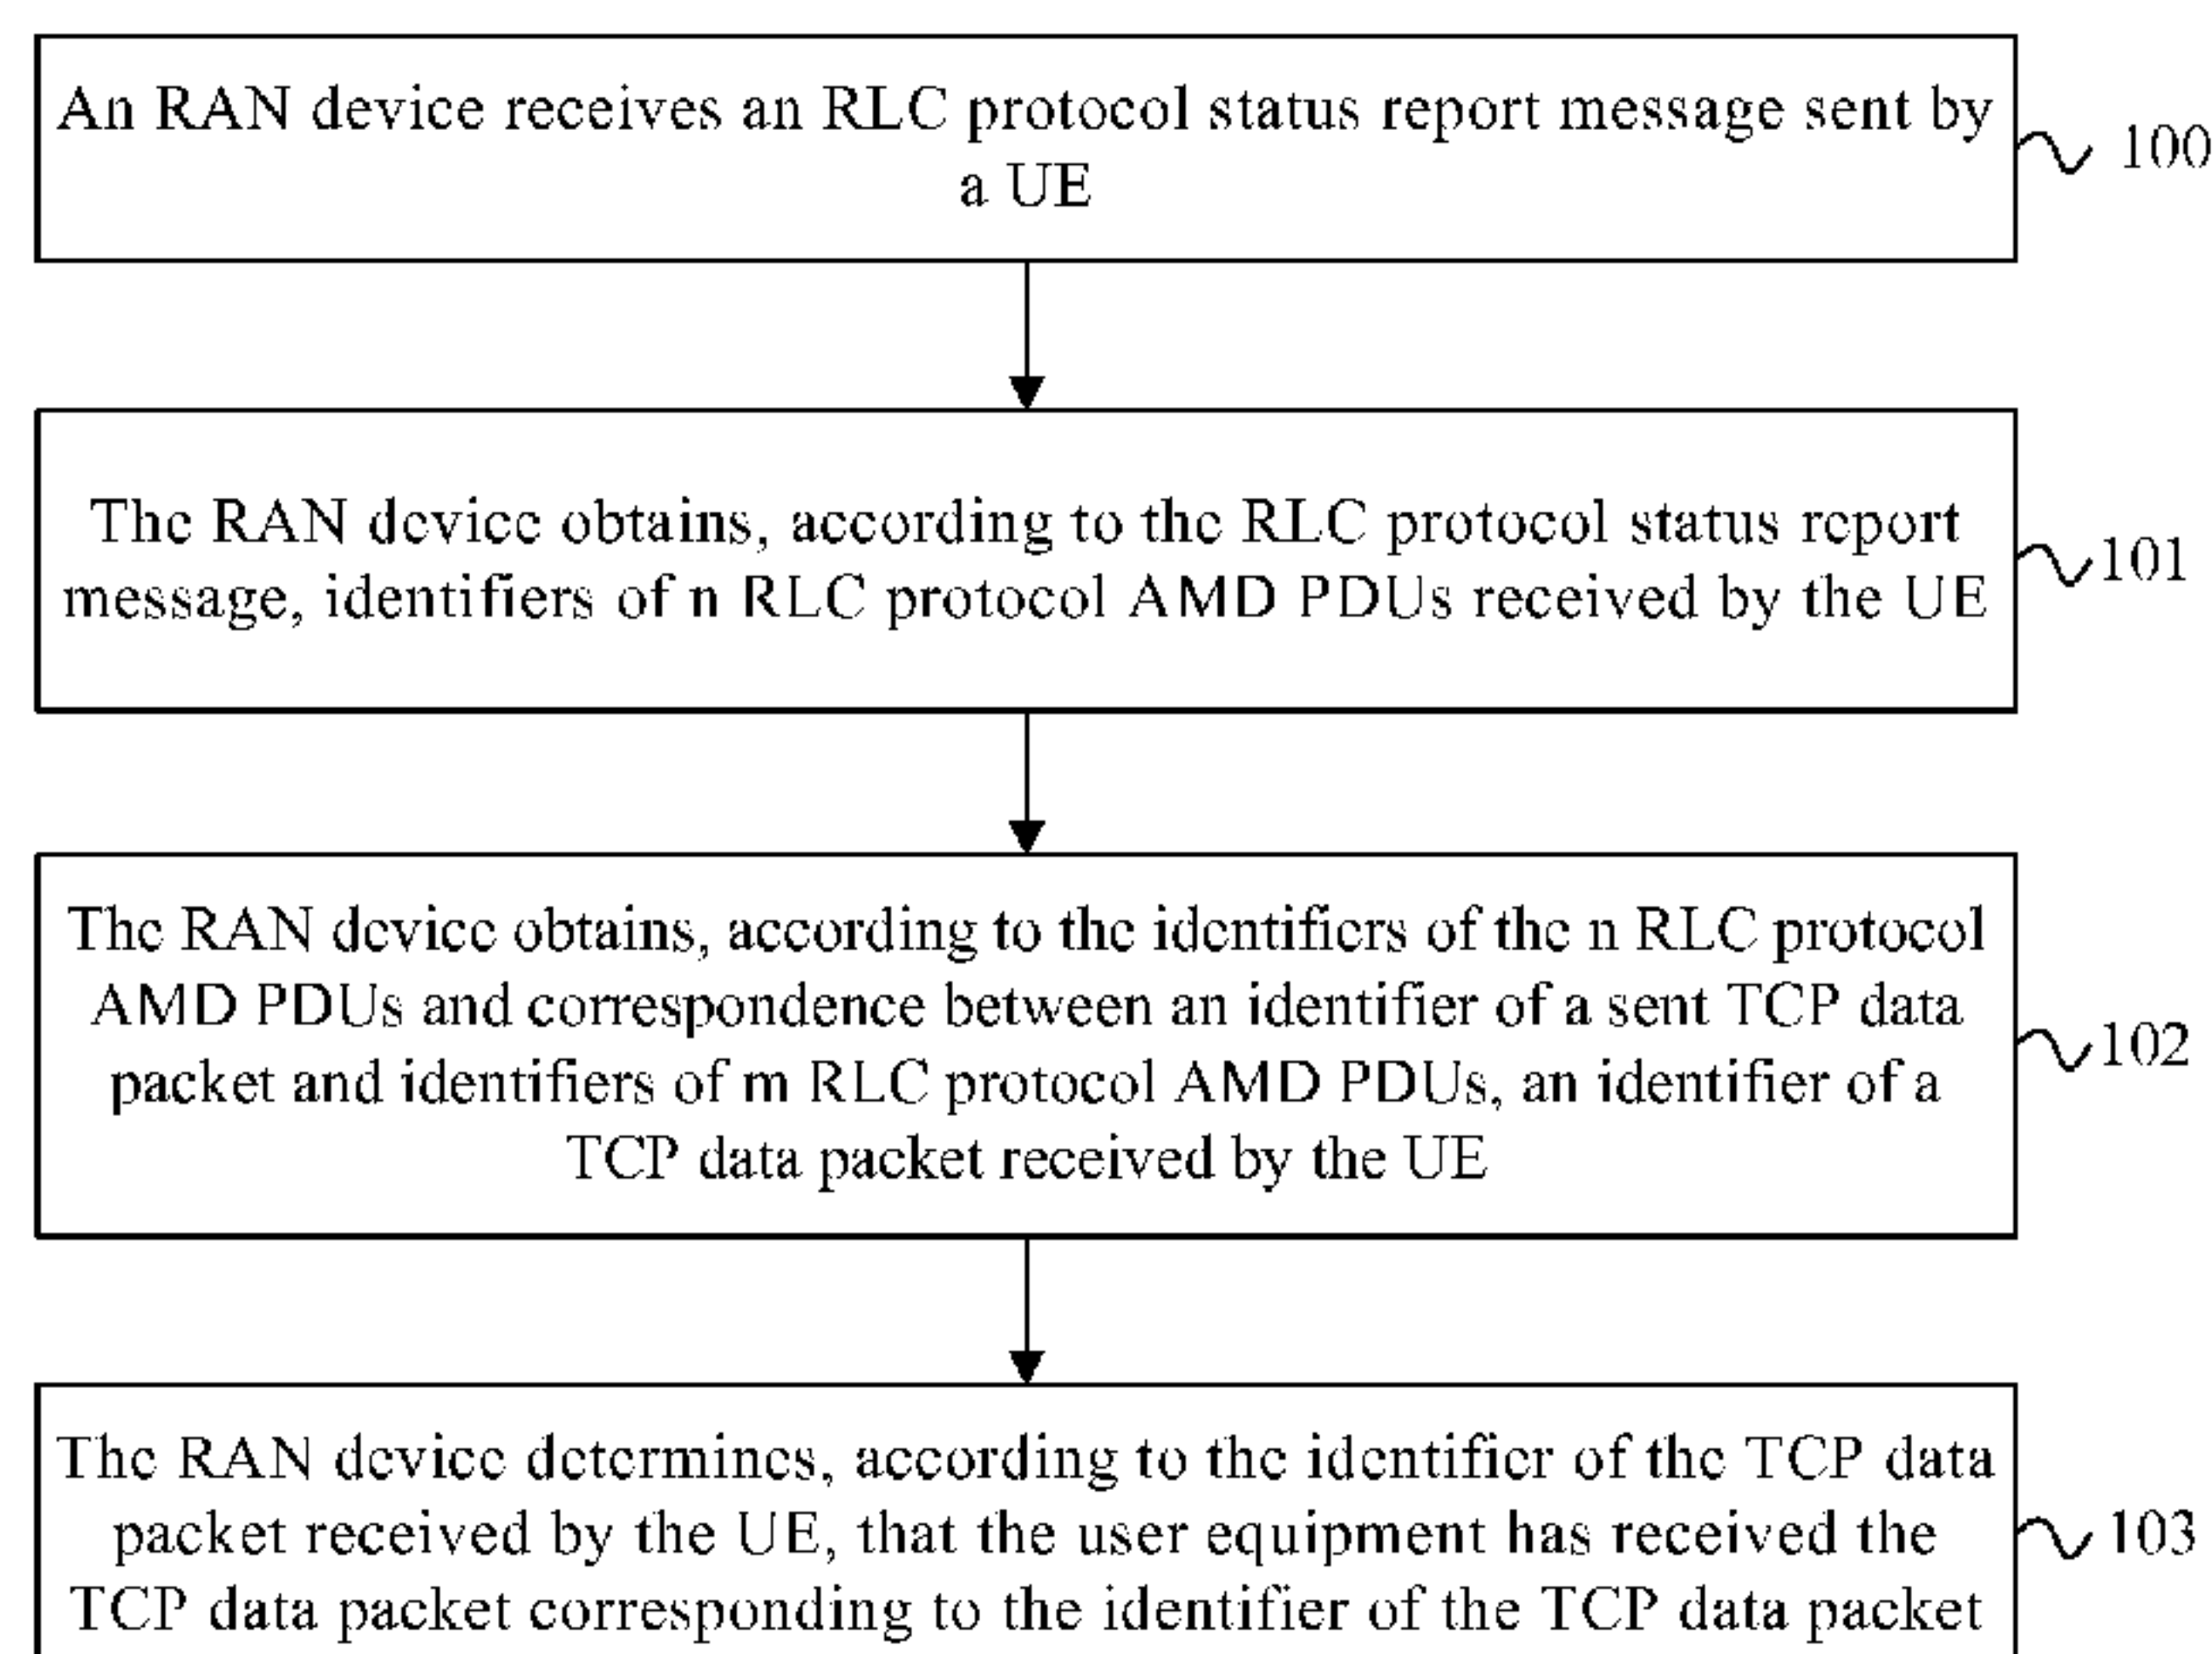 An RAN device receives an RLC protocol status report message sent by
a UE
100
The RAN device obtains, according to the RLC protocol status report
message, identifiers of n RLC protocol AMD PDUs received by the UE
101
The RAN device obtains, according to the identifiers of the n RLC protocol
AMD PDUs and correspondence between an identifier of a sent TCP data
packet and identifiers of m RLC protocol AMD PDUs, an identifier of a
TCP data packet received by the UE
102
The RAN device determines, according to the identifier of the TCP data
packet received by the UE, that the user equipment has received the
TCP data packet corresponding to the identifier of the TCP data packet
103